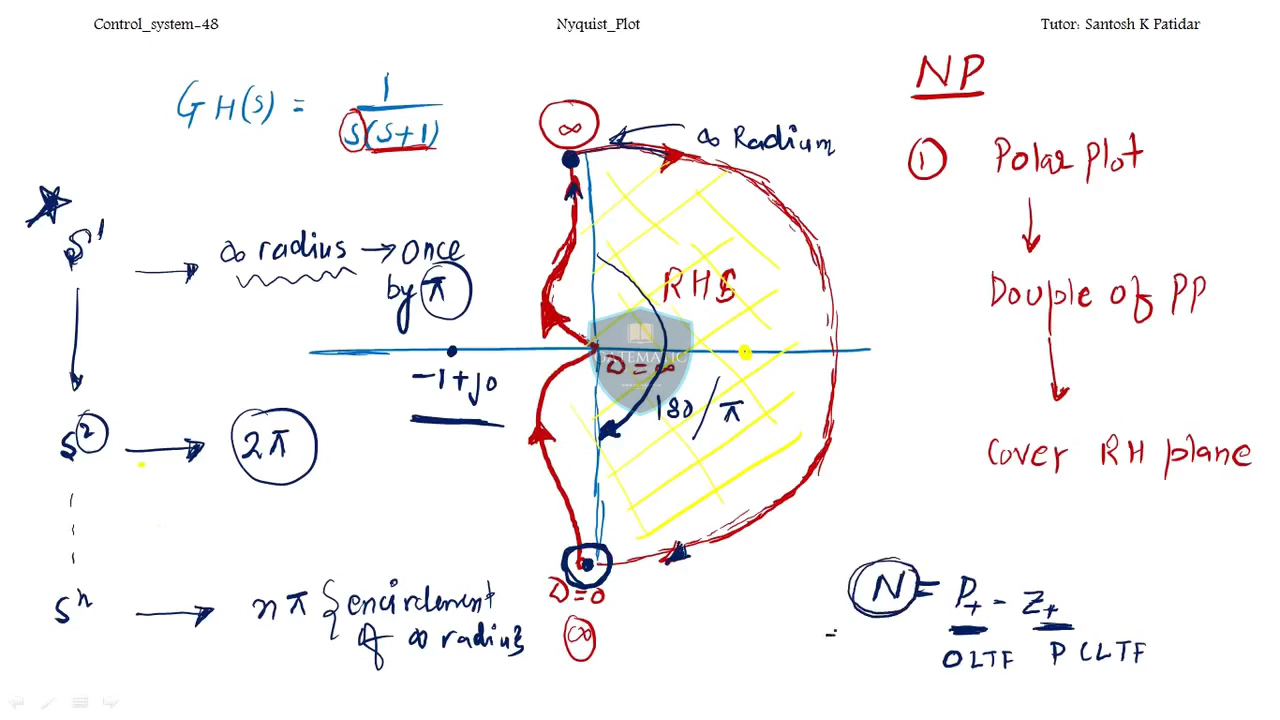 Control_system-48
Nyquist_Plot
Tutor: Santosh K Patidar
GH(s) = 1
s(s+1)
s¹ → ∞ radius → once
by π
s² → 2π
sⁿ → nπ { encirclement
of ∞ radius
∞
∞ Radium
RHS
GATEMATIC
ω=∞
-1+j0
180/π
ω=0
∞
NP
① Polar plot
↓
Double of PP
↓
Cover RH plane
N = P₊ - Z₊
OLTF P CLTF